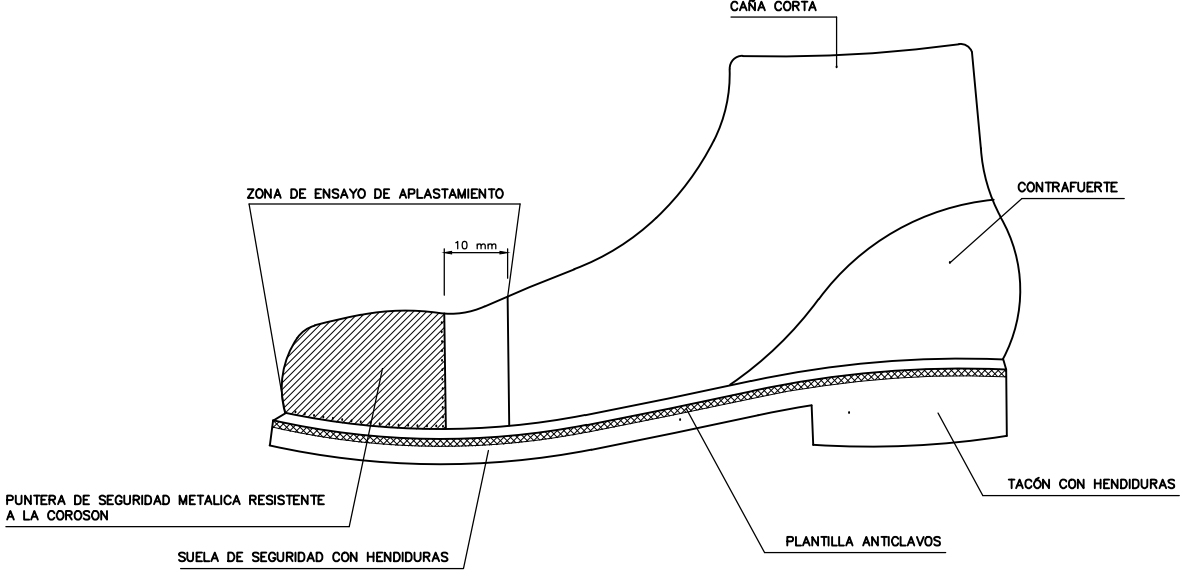 CAÑA CORTA
ZONA DE ENSAYO DE APLASTAMIENTO
CONTRAFUERTE
10 mm
PUNTERA DE SEGURIDAD METALICA RESISTENTE
A LA COROSON
TACÓN CON HENDIDURAS
PLANTILLA ANTICLAVOS
SUELA DE SEGURIDAD CON HENDIDURAS